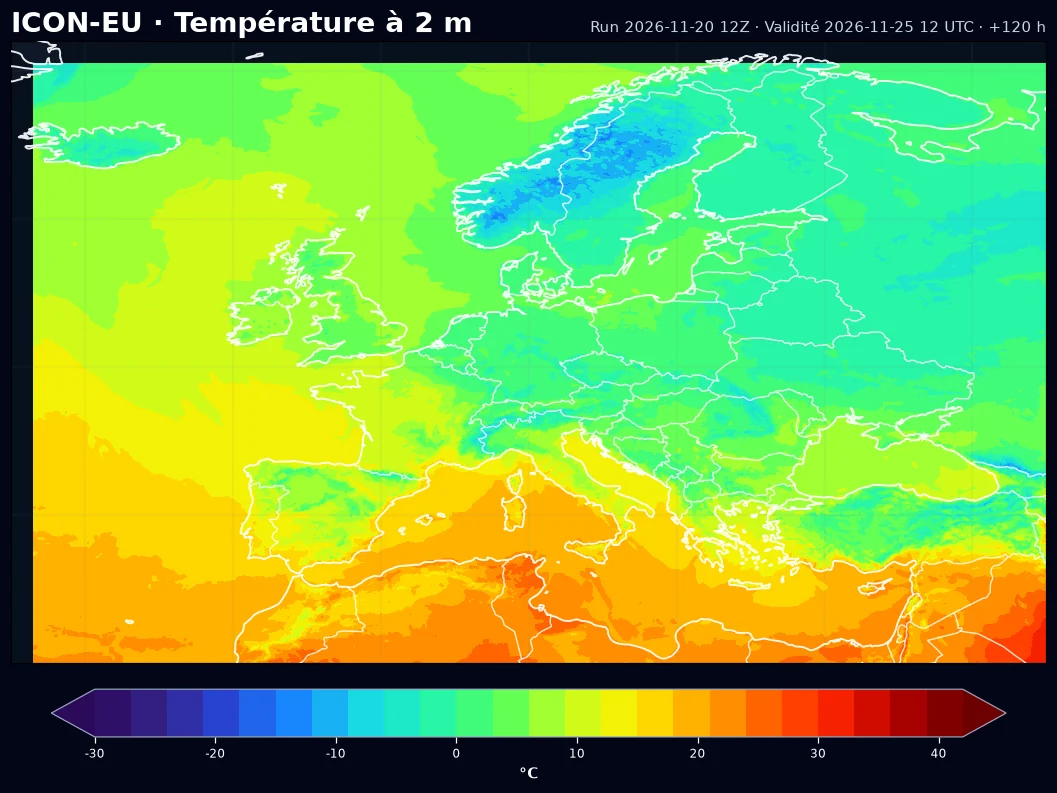 ICON-EU · Température à 2 m
Run 2026-11-20 12Z · Validité 2026-11-25 12 UTC · +120 h
-30 -20 -10 0 10 20 30 40
°C